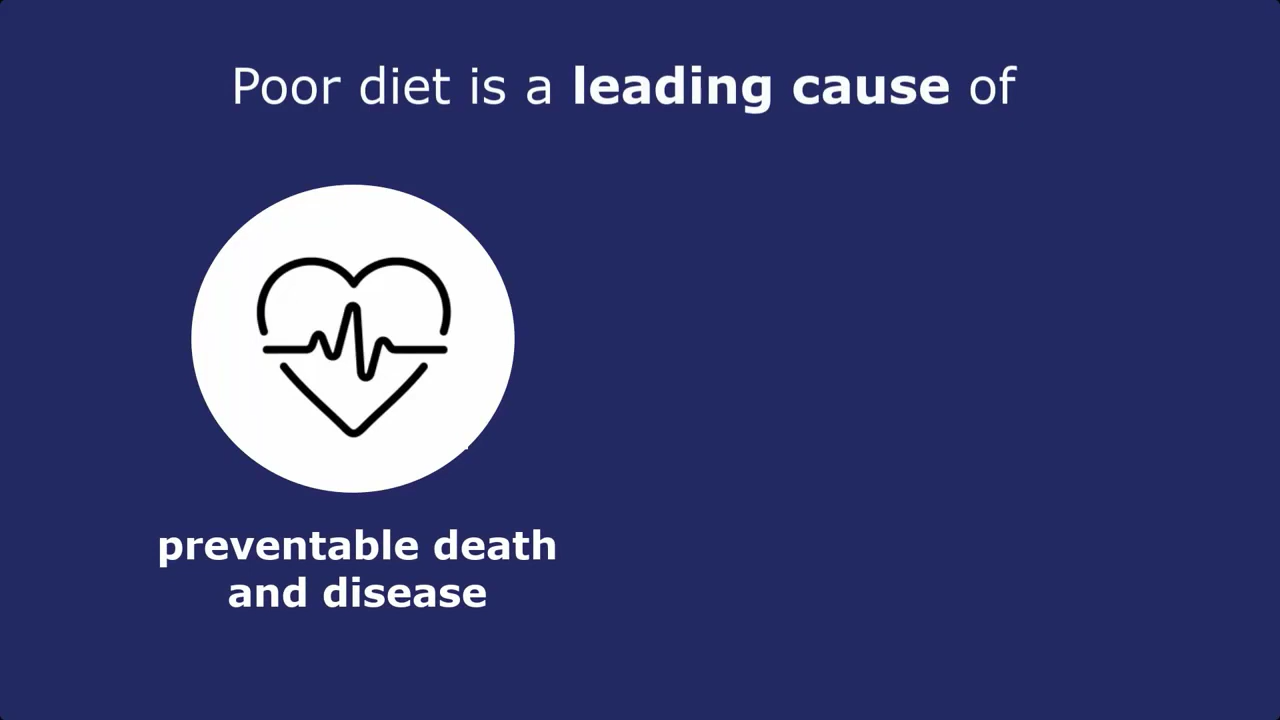 Poor diet is a leading cause of
preventable death
and disease